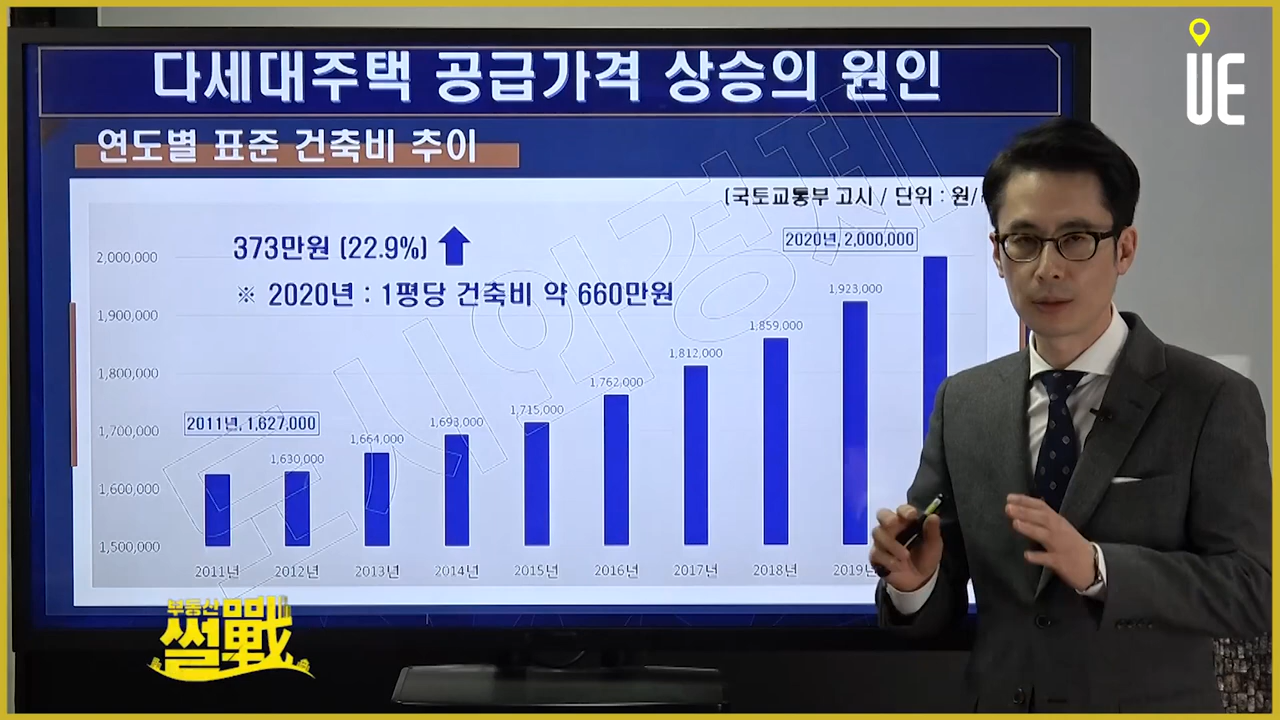 UE
다세대주택 공급가격 상승의 원인
연도별 표준 건축비 추이
(국토교통부 고시 / 단위 : 원/
373만원 (22.9%)
※ 2020년 : 1평당 건축비 약 660만원
2,000,000
1,900,000
1,800,000
1,700,000
1,600,000
1,500,000
2011년, 1,627,000
1,630,000
1,664,000
1,693,000
1,715,000
1,762,000
1,812,000
1,859,000
1,923,000
2020년, 2,000,000
2011년 2012년 2013년 2014년 2015년 2016년 2017년 2018년 2019년
도시와경제
부동산
썰戰